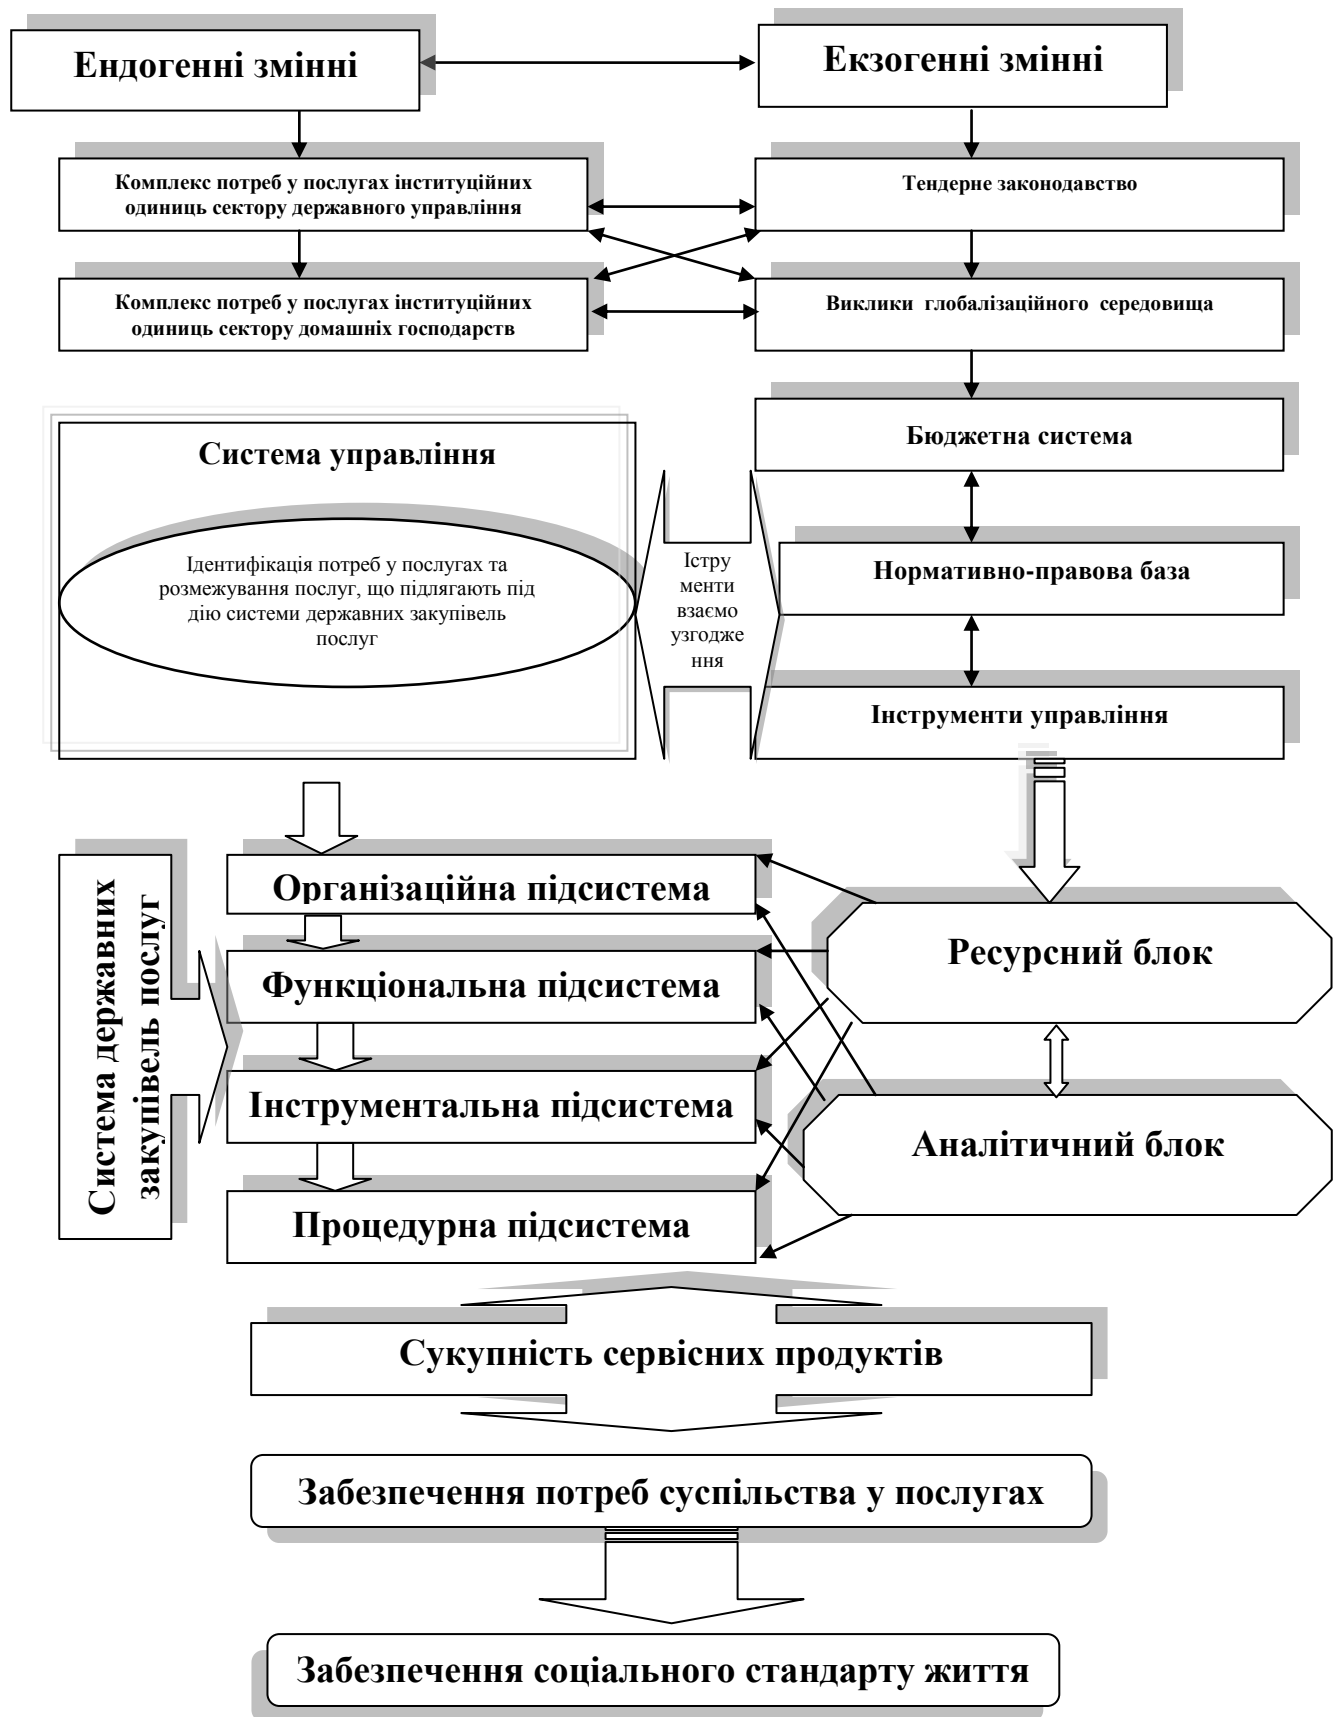 Ендогенні змінні
Екзогенні змінні
Комплекс потреб у послугах інституційних
одиниць сектору державного управління
Тендерне законодавство
Комплекс потреб у послугах інституційних
одиниць сектору домашніх господарств
Виклики глобалізаційного середовища
Бюджетна система
Система управління
Ідентифікація потреб у послугах та
розмежування послуг, що підлягають під
дію системи державних закупівель
послуг
Істру
менти
взаємо
узгодже
ння
Нормативно-правова база
Інструменти управління
Система державних
закупівель послуг
Організаційна підсистема
Функціональна підсистема
Інструментальна підсистема
Процедурна підсистема
Ресурсний блок
Аналітичний блок
Сукупність сервісних продуктів
Забезпечення потреб суспільства у послугах
Забезпечення соціального стандарту життя